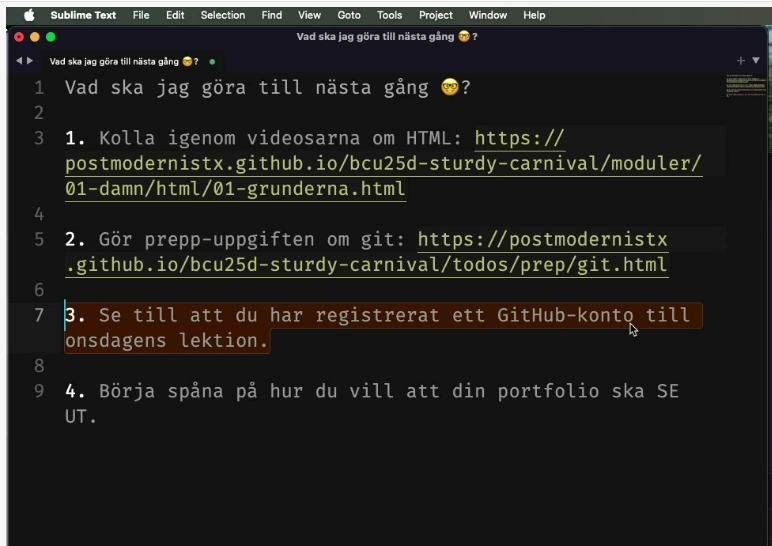 Sublime Text File Edit Selection Find View Goto Tools Project Window Help
Vad ska jag göra till nästa gång 🤓?
Vad ska jag göra till nästa gång 🤓?
1 Vad ska jag göra till nästa gång 🤓?
2
3 1. Kolla igenom videosarna om HTML: https://
postmodernistx.github.io/bcu25d-sturdy-carnival/moduler/
01-damn/html/01-grunderna.html
4
5 2. Gör prepp-uppgiften om git: https://postmodernistx
.github.io/bcu25d-sturdy-carnival/todos/prep/git.html
6
7 3. Se till att du har registrerat ett GitHub-konto till
onsdagens lektion.
8
9 4. Börja spåna på hur du vill att din portfolio ska SE
UT.